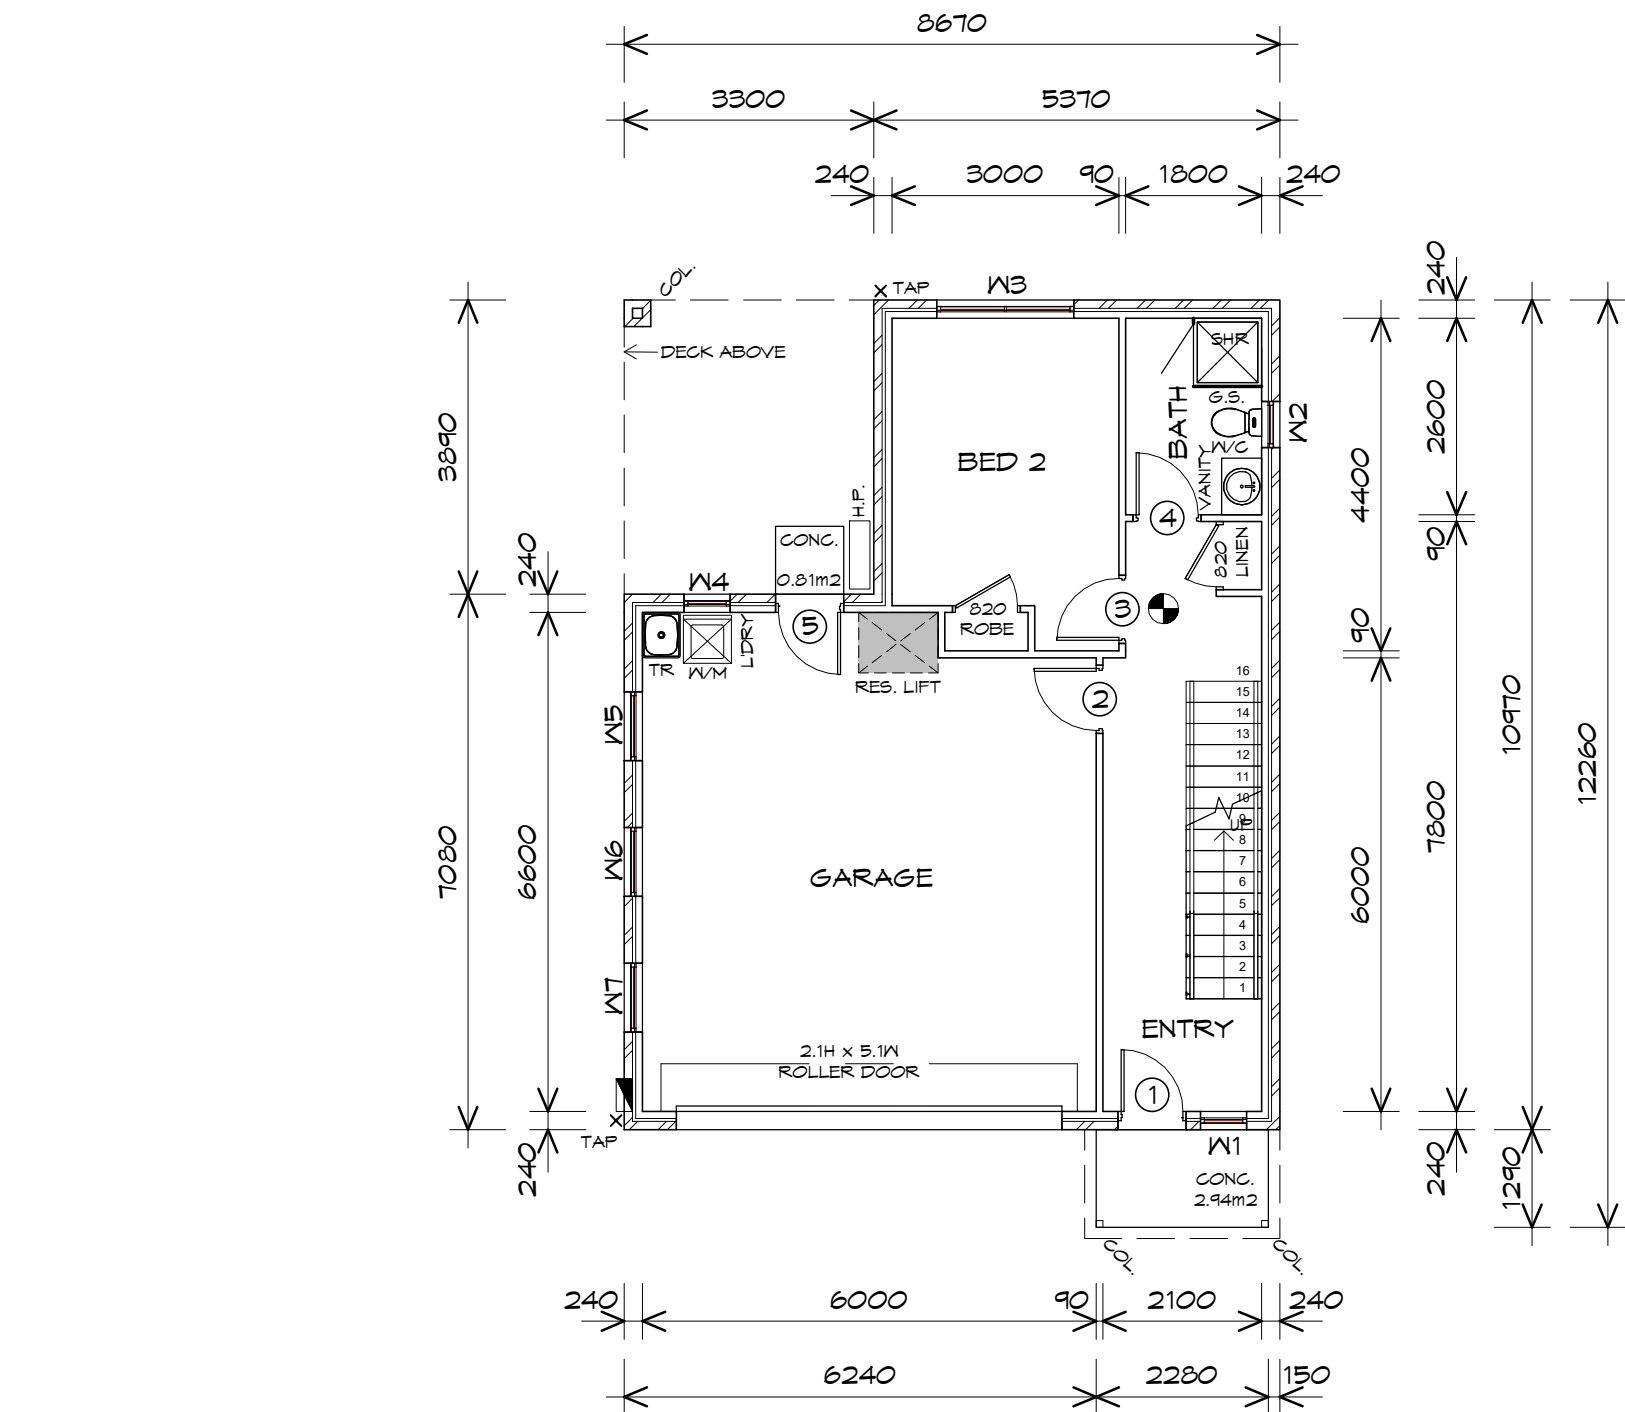 8670
3300
5370
240
3000
90
1800
240
COL.
TAP
W3
240
DECK ABOVE
SHR
G.S.
W2
BATH
W/C
VANITY
BED 2
3890
2600
4400
H.P.
4
CONC.
0.81m2
820
LINEN
90
240
W4
5
3
820
ROBE
L'DRY
TR
W/M
RES. LIFT
2
90
16
15
14
13
12
11
10
9
UP
8
7
6
5
4
3
2
1
W5
W6
W7
10970
12260
7800
6000
7080
6600
GARAGE
ENTRY
2.1H x 5.1W
ROLLER DOOR
1
TAP
W1
240
CONC.
2.94m2
240
1290
COL.
COL.
240
6000
90
2100
240
6240
2280
150